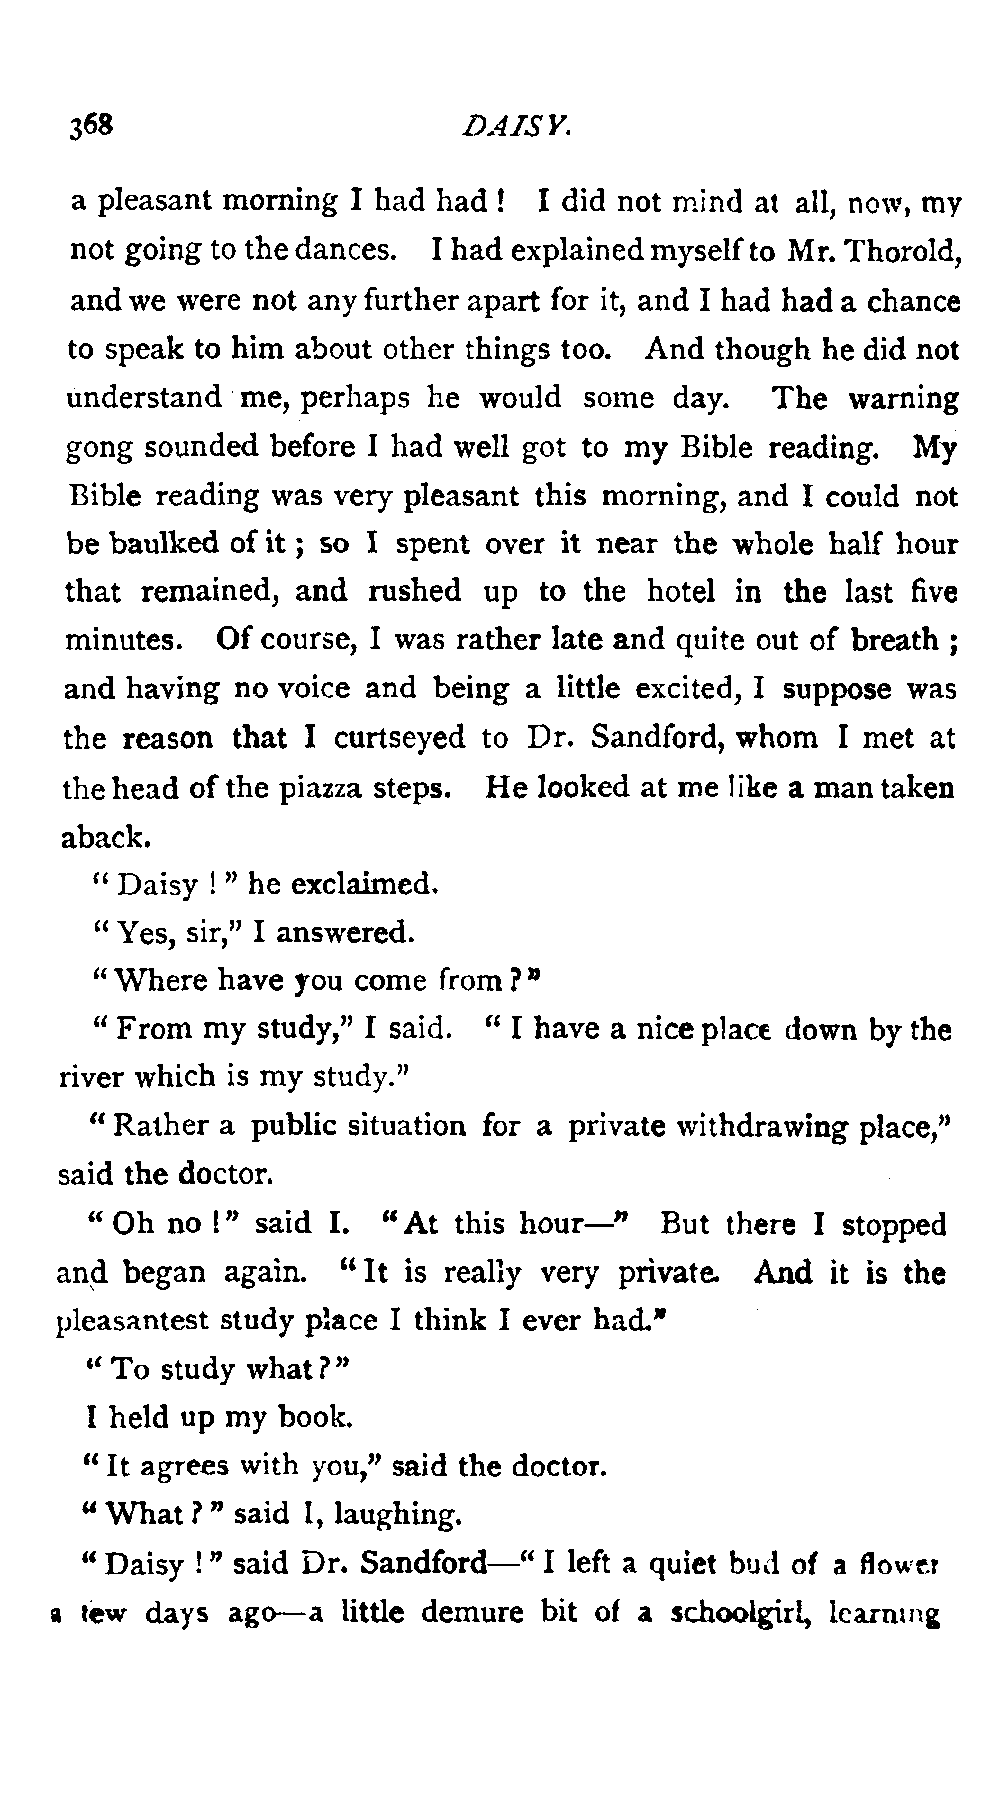 368 DAISY.
a pleasant morning I had had ! I did not mind at all, now, my
not going to the dances. I had explained myself to Mr. Thorold,
and we were not any further apart for it, and I had had a chance
to speak to him about other things too. And though he did not
understand me, perhaps he would some day. The warning
gong sounded before I had well got to my Bible reading. My
Bible reading was very pleasant this morning, and I could not
be baulked of it ; so I spent over it near the whole half hour
that remained, and rushed up to the hotel in the last five
minutes. Of course, I was rather late and quite out of breath ;
and having no voice and being a little excited, I suppose was
the reason that I curtseyed to Dr. Sandford, whom I met at
the head of the piazza steps. He looked at me like a man taken
aback.
“ Daisy ! ” he exclaimed.
“ Yes, sir,” I answered.
“ Where have you come from ? ”
“ From my study,” I said. “ I have a nice place down by the
river which is my study.”
“ Rather a public situation for a private withdrawing place,”
said the doctor.
“ Oh no ! ” said I. “ At this hour—” But there I stopped
and began again. “ It is really very private. And it is the
pleasantest study place I think I ever had.”
“ To study what ? ”
I held up my book.
“ It agrees with you,” said the doctor.
“ What ? ” said I, laughing.
“ Daisy ! ” said Dr. Sandford—“ I left a quiet bud of a flower
a few days ago—a little demure bit of a schoolgirl, learning